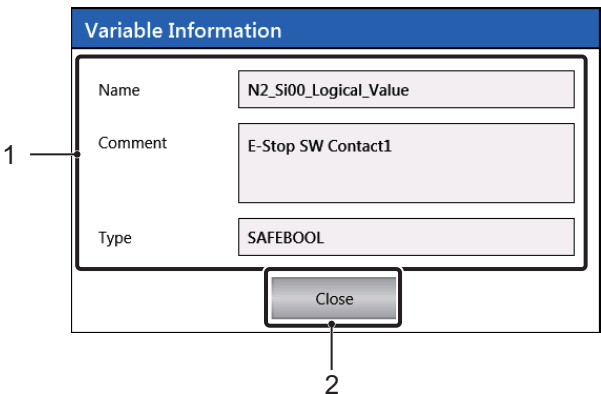 Variable Information
Name
N2_Si00_Logical_Value
1
Comment
E-Stop SW Contact1
Type
SAFEBOOL
Close
2